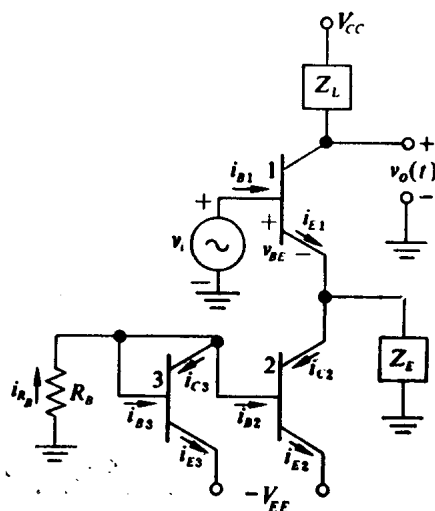 V_CC
Z_L
1
i_B1
+
v_o(t)
−
+
v_i
−
+
v_BE −
i_E1
2
i_C2
Z_E
3
i_C3
i_RB
R_B
i_B3
i_B2
i_E3
i_E2
−V_EE